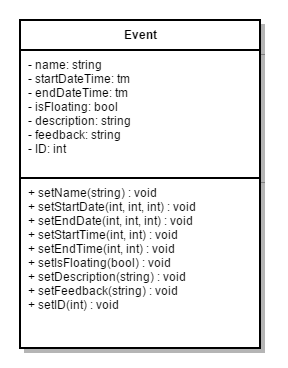 Event
- name: string
- startDateTime: tm
- endDateTime: tm
- isFloating: bool
- description: string
- feedback: string
- ID: int
+ setName(string) : void
+ setStartDate(int, int, int) : void
+ setEndDate(int, int, int) : void
+ setStartTime(int, int) : void
+ setEndTime(int, int) : void
+ setIsFloating(bool) : void
+ setDescription(string) : void
+ setFeedback(string) : void
+ setID(int) : void